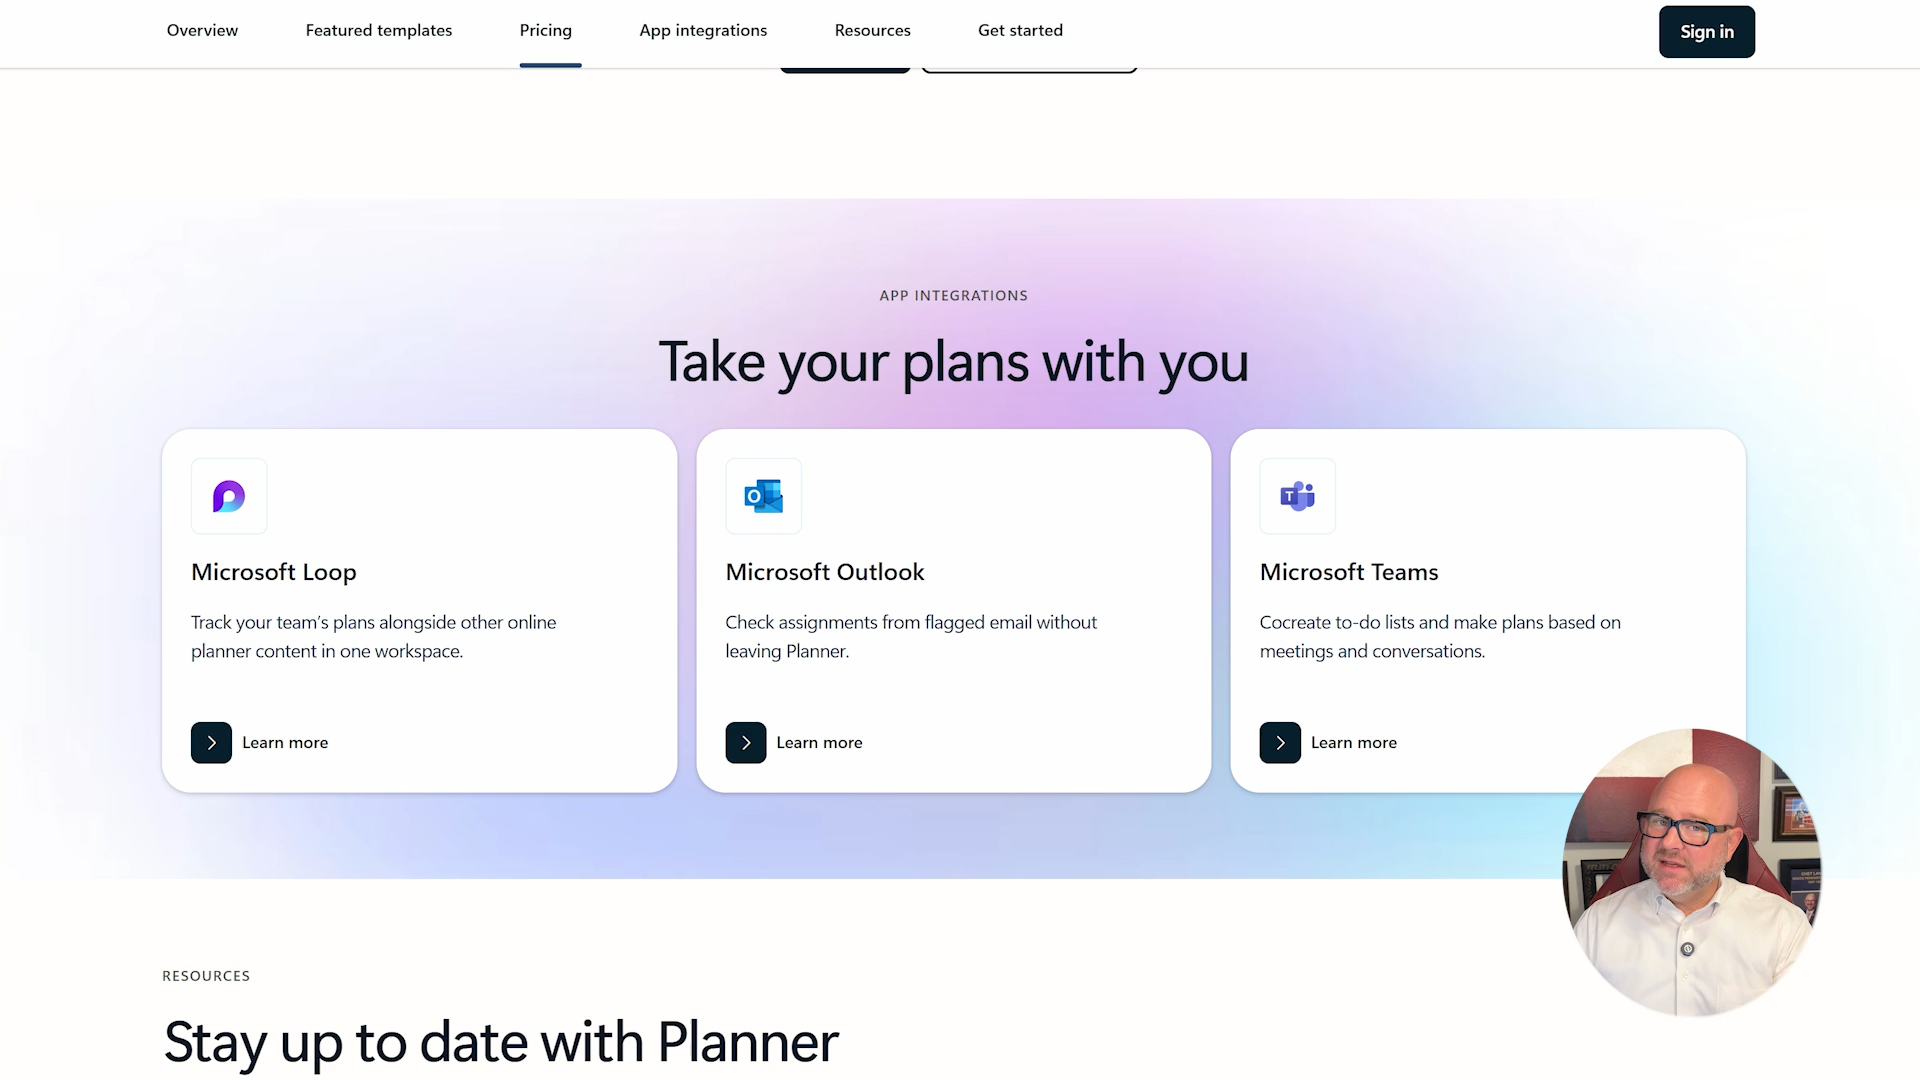 Overview
Featured templates
Pricing
App integrations
Resources
Get started
Sign in
APP INTEGRATIONS
Take your plans with you
Microsoft Loop
Track your team's plans alongside other online
planner content in one workspace.
Learn more
Microsoft Outlook
Check assignments from flagged email without
leaving Planner.
Learn more
Microsoft Teams
Cocreate to-do lists and make plans based on
meetings and conversations.
Learn more
RESOURCES
Stay up to date with Planner